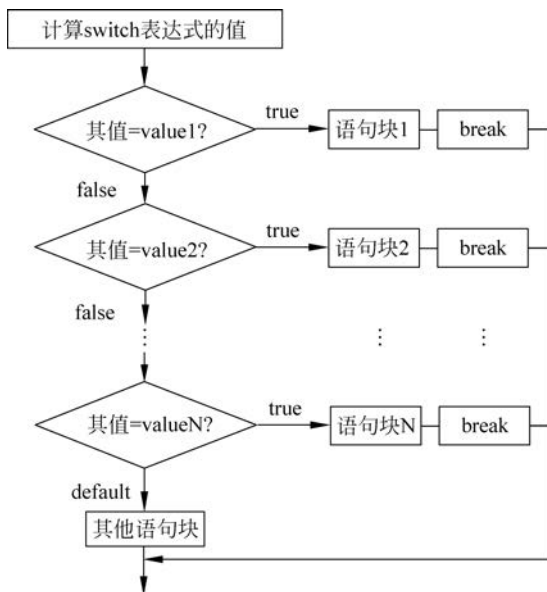 计算switch表达式的值
其值=value1?
true
语句块1
break
false
其值=value2?
true
语句块2
break
false
⋮
⋮
⋮
其值=valueN?
true
语句块N
break
default
其他语句块